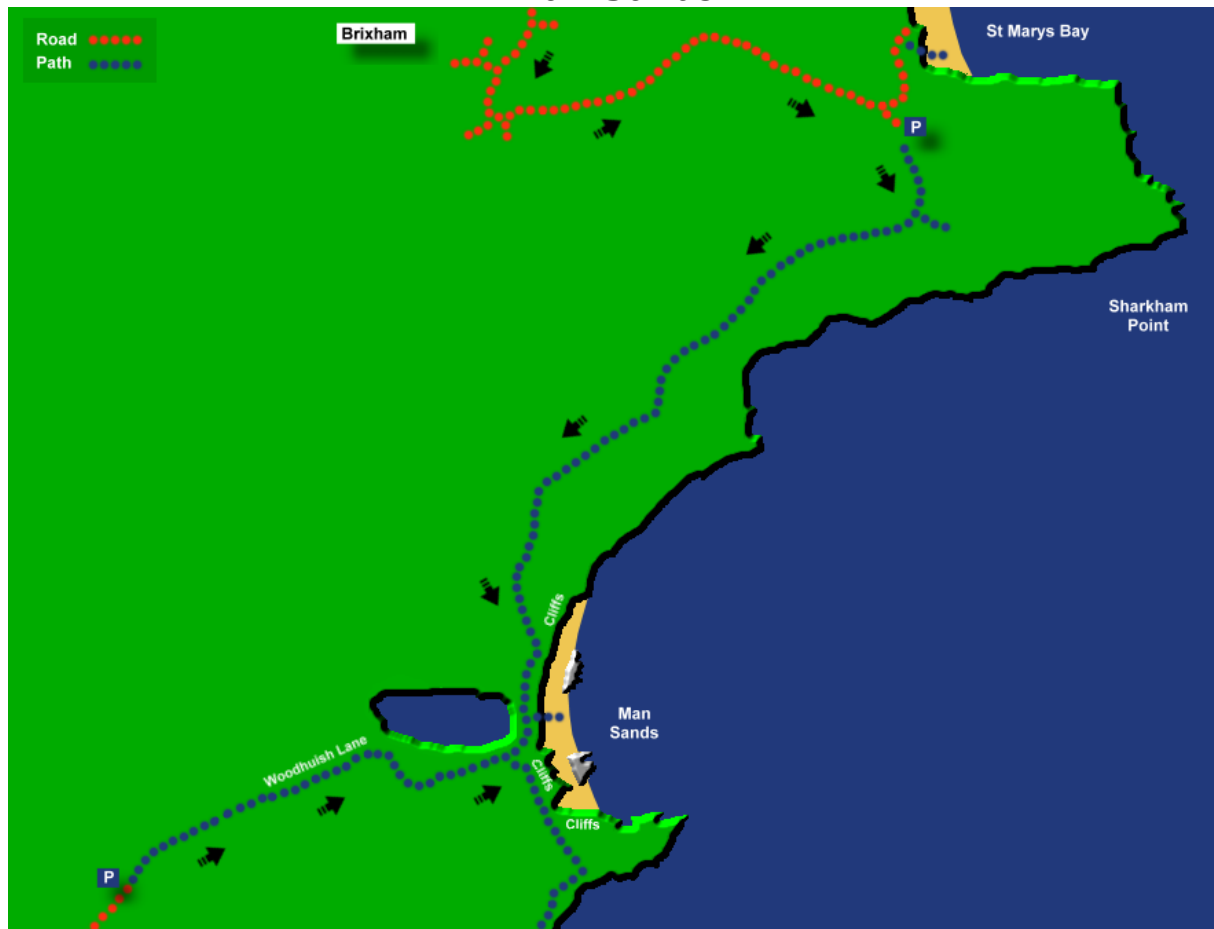 Road
Path
Brixham
St Marys Bay
P
Sharkham
Point
Cliffs
Man
Sands
Woodhuish Lane
Cliffs
Cliffs
P